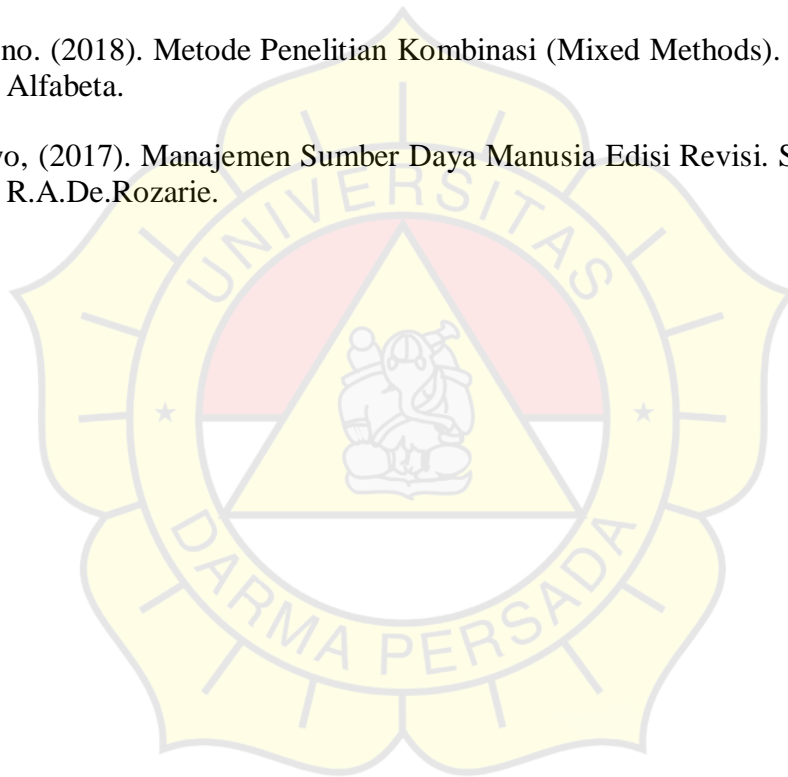 no. (2018). Metode Penelitian Kombinasi (Mixed Methods).
Alfabeta.
o, (2017). Manajemen Sumber Daya Manusia Edisi Revisi. S
R.A.De.Rozarie.
UNIVERSITAS
DARMA PERSADA